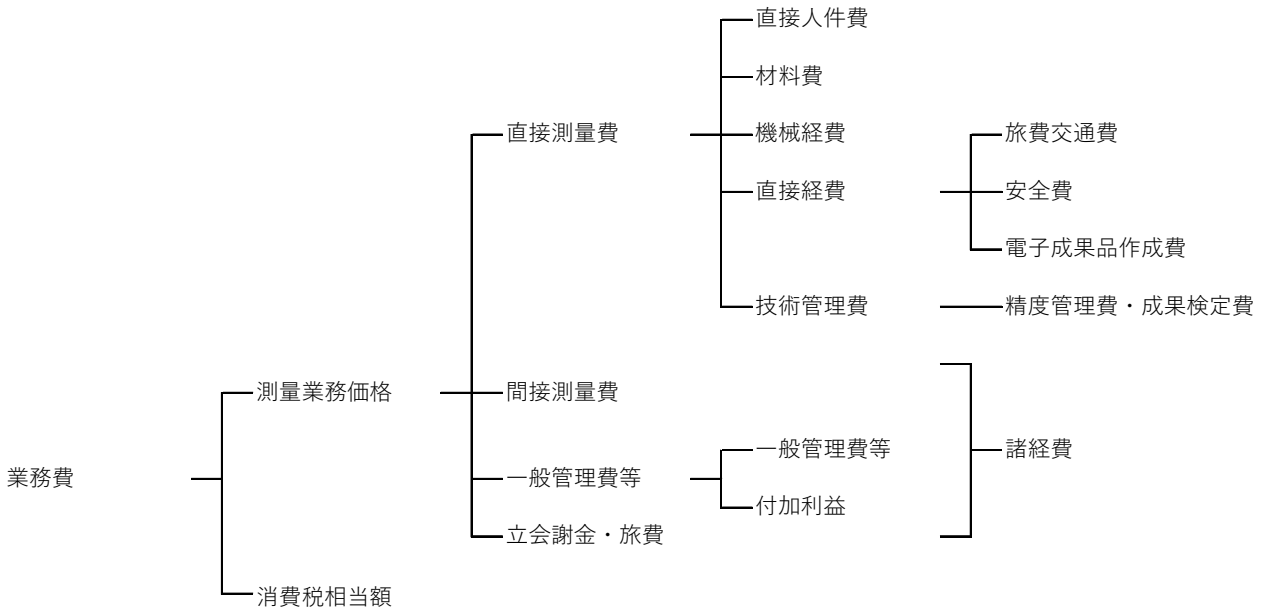 直接人件費
材料費
直接測量費
機械経費
旅費交通費
直接経費
安全費
電子成果品作成費
技術管理費
精度管理費・成果検定費
測量業務価格
間接測量費
一般管理費等
諸経費
業務費
一般管理費等
付加利益
立会謝金・旅費
消費税相当額